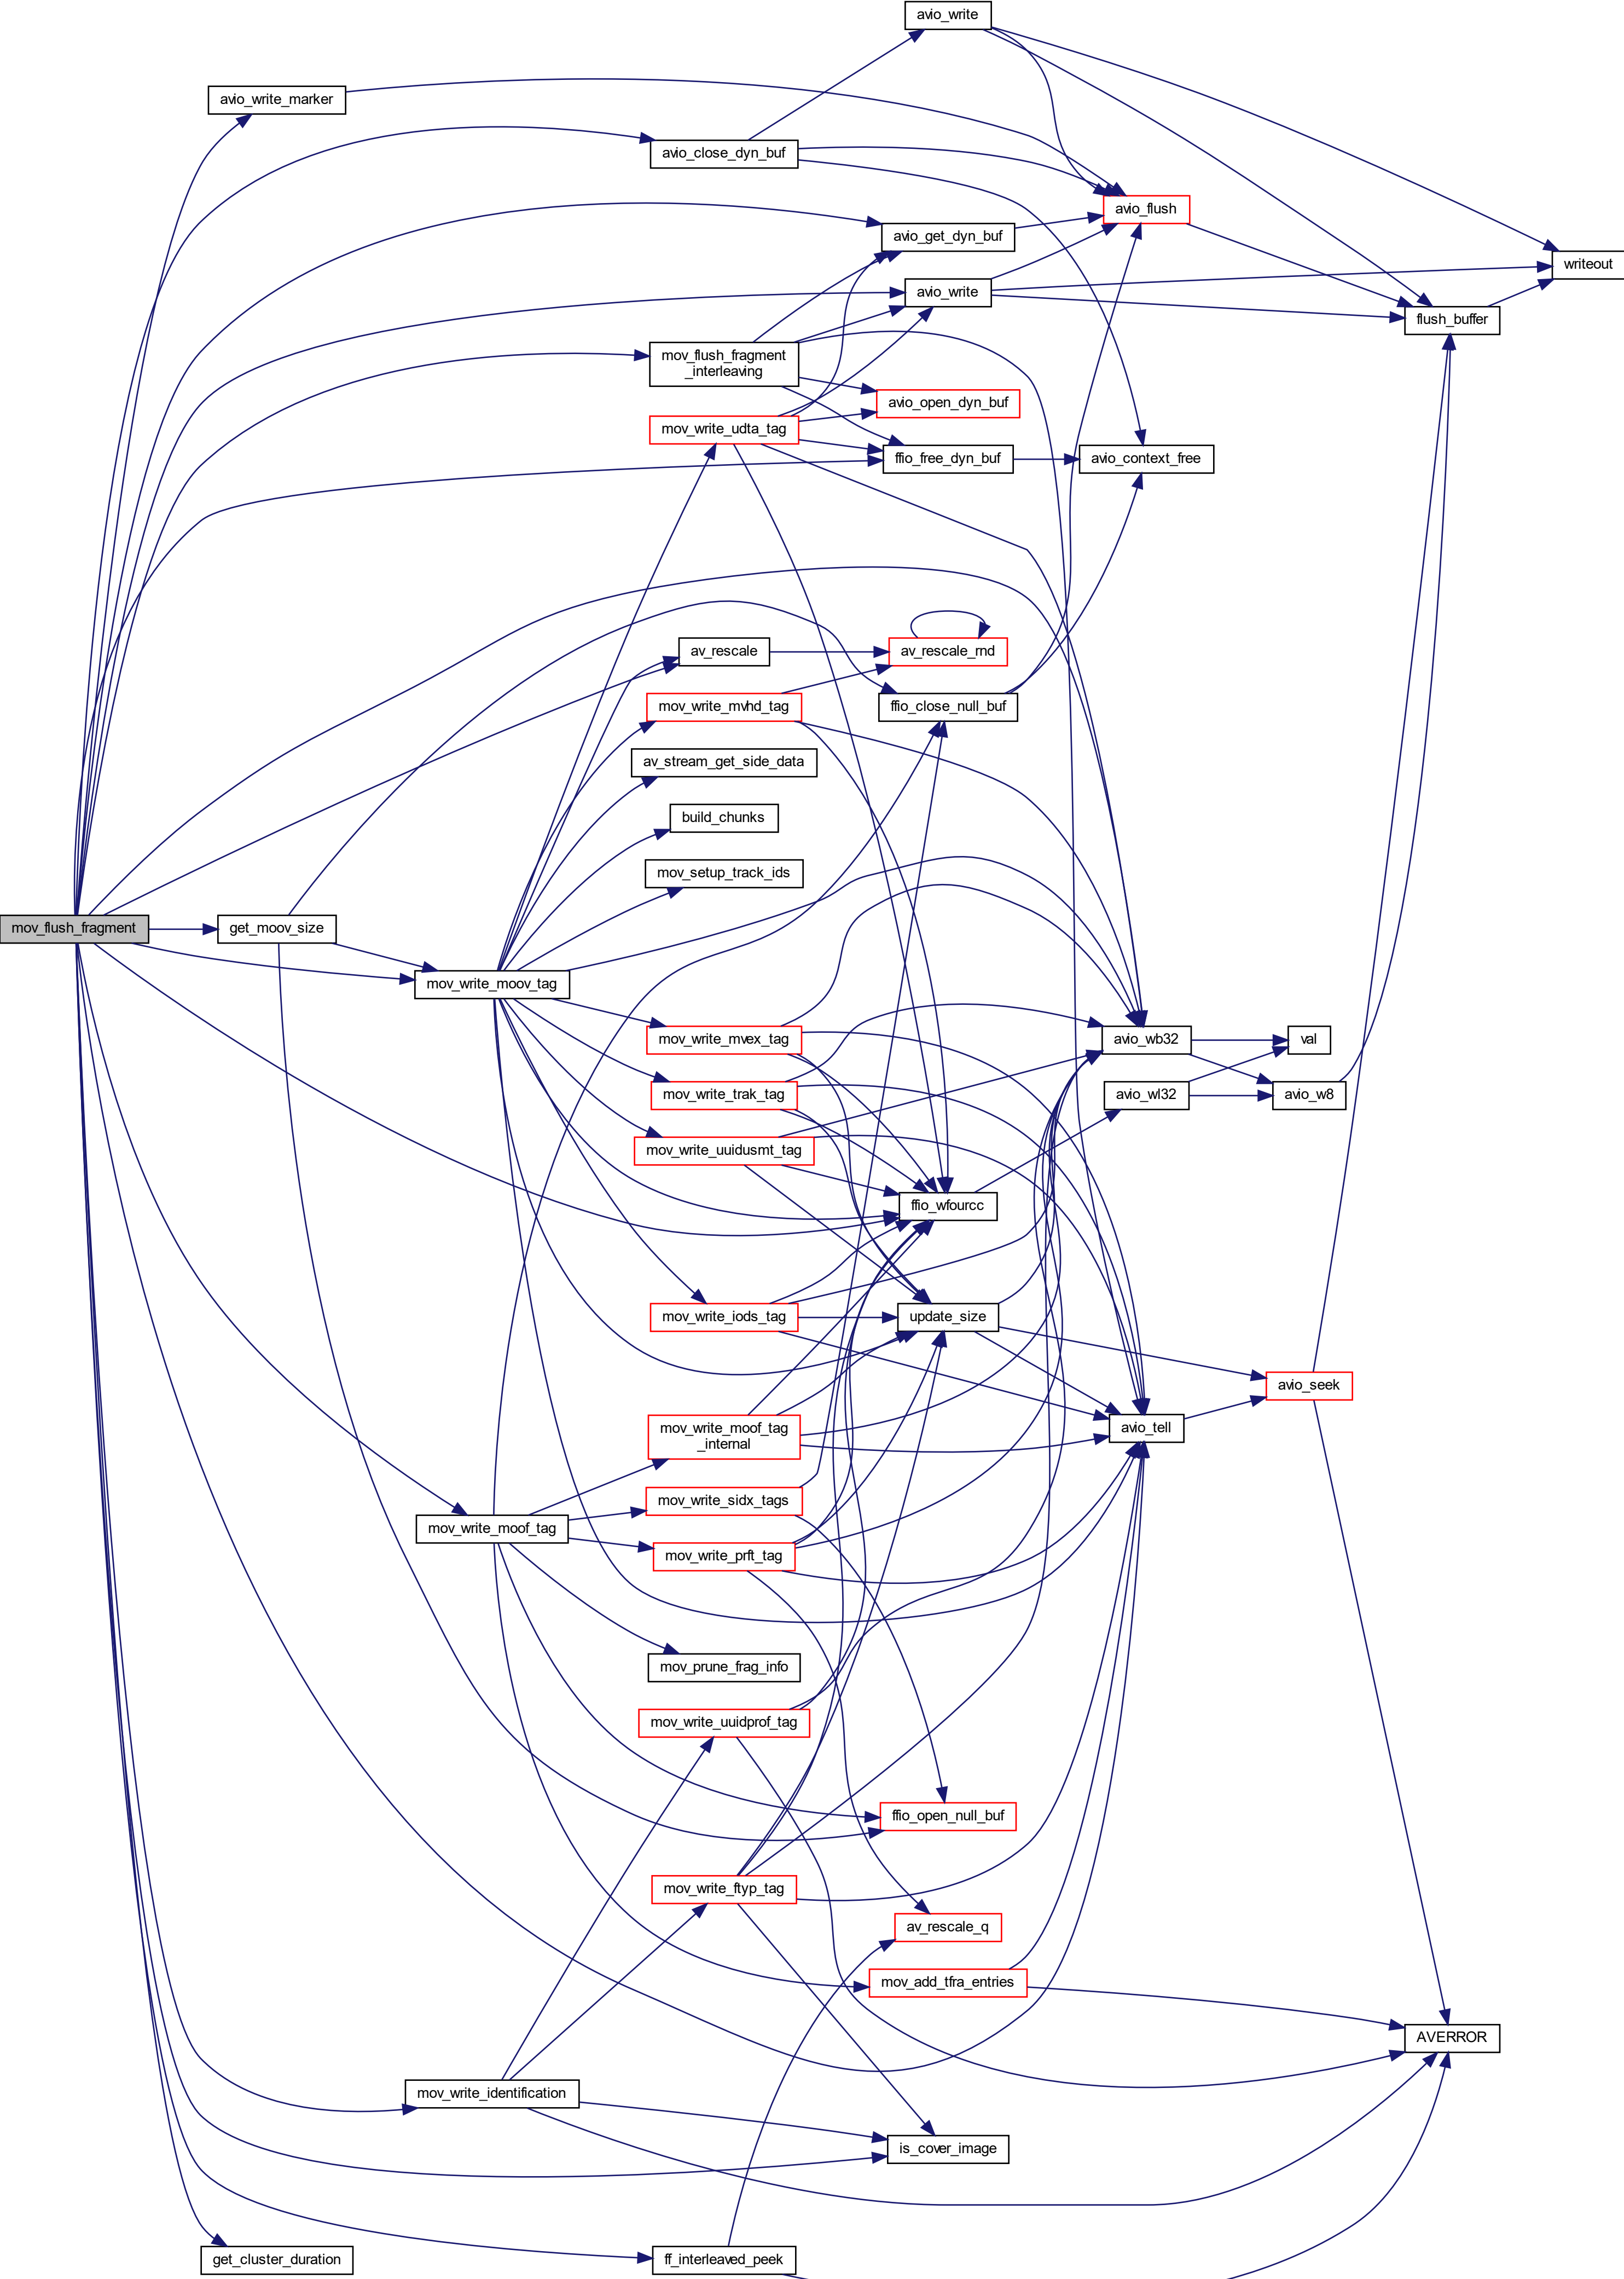 avio_write
avio_write_marker
avio_close_dyn_buf
avio_flush
avio_get_dyn_buf
writeout
avio_write
flush_buffer
mov_flush_fragment
_interleaving
avio_open_dyn_buf
mov_write_udta_tag
ffio_free_dyn_buf
avio_context_free
av_rescale
av_rescale_rnd
mov_write_mvhd_tag
ffio_close_null_buf
av_stream_get_side_data
build_chunks
mov_setup_track_ids
mov_flush_fragment
get_moov_size
mov_write_moov_tag
mov_write_mvex_tag
avio_wb32
val
mov_write_trak_tag
avio_wl32
avio_w8
mov_write_uuidusmt_tag
ffio_wfourcc
mov_write_iods_tag
update_size
avio_seek
mov_write_moof_tag
_internal
avio_tell
mov_write_sidx_tags
mov_write_moof_tag
mov_write_prft_tag
mov_prune_frag_info
mov_write_uuidprof_tag
ffio_open_null_buf
mov_write_ftyp_tag
av_rescale_q
mov_add_tfra_entries
AVERROR
mov_write_identification
is_cover_image
get_cluster_duration
ff_interleaved_peek